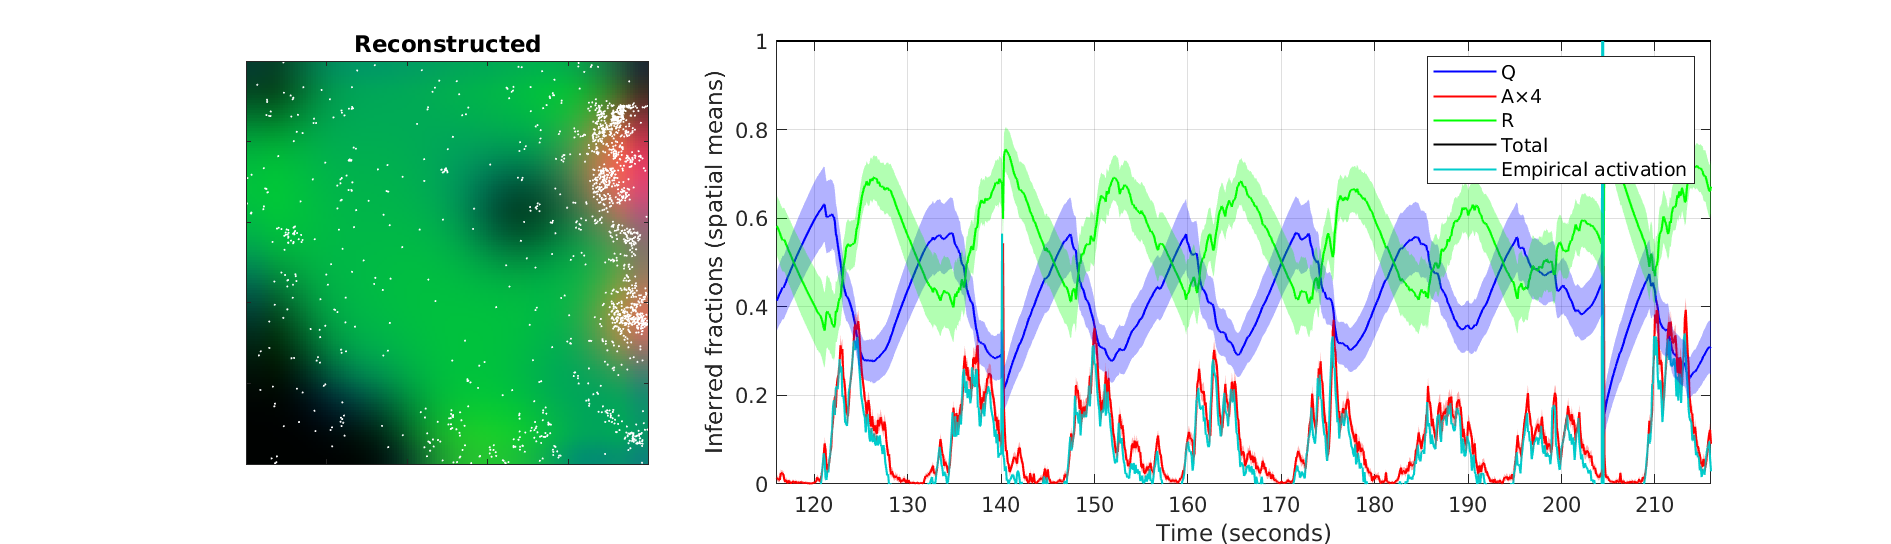 Reconstructed
Inferred fractions (spatial means)
1
0.8
0.6
0.4
0.2
0
Q
A×4
R
Total
Empirical activation
120 130 140 150 160 170 180 190 200 210
Time (seconds)